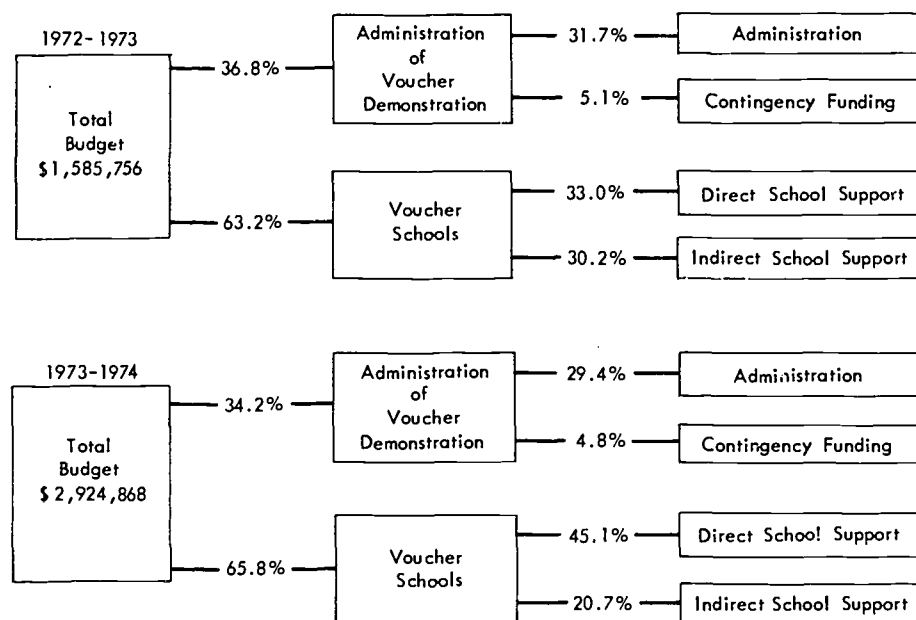 1972-1973
Total
Budget
$1,585,756
36.8%
Administration
of
Voucher
Demonstration
31.7%
Administration
5.1%
Contingency Funding
63.2%
Voucher
Schools
33.0%
Direct School Support
30.2%
Indirect School Support
1973-1974
Total
Budget
$2,924,868
34.2%
Administration
of
Voucher
Demonstration
29.4%
Administration
4.8%
Contingency Funding
65.8%
Voucher
Schools
45.1%
Direct School Support
20.7%
Indirect School Support